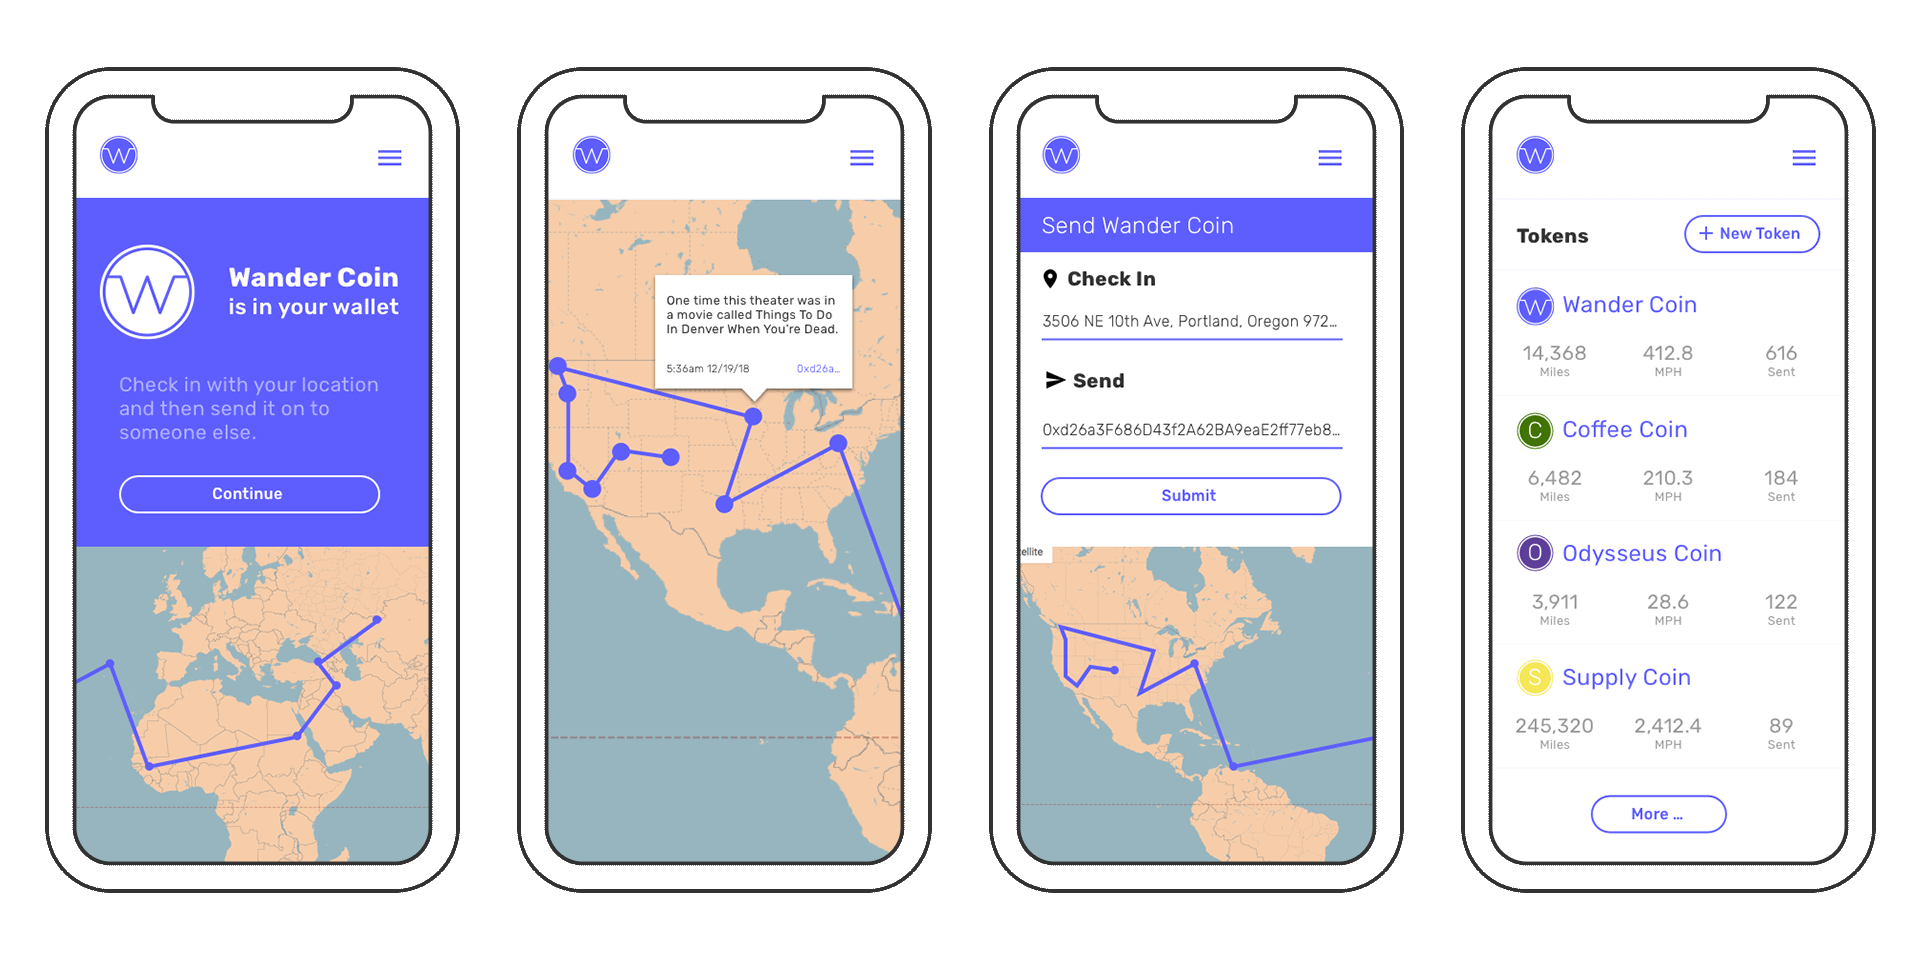 W
W
Wander Coin
is in your wallet
Check in with your location
and then send it on to
someone else.
Continue
W
One time this theater was in
a movie called Things To Do
In Denver When You're Dead.
5:36am 12/19/18 0xd26a...
W
Send Wander Coin
Check In
3506 NE 10th Ave, Portland, Oregon 972...
Send
0xd26a3F686D43f2A62BA9eaE2ff77eb8...
Submit
ellite
W
Tokens + New Token
W Wander Coin
14,368 412.8 616
Miles MPH Sent
C Coffee Coin
6,482 210.3 184
Miles MPH Sent
O Odysseus Coin
3,911 28.6 122
Miles MPH Sent
S Supply Coin
245,320 2,412.4 89
Miles MPH Sent
More ...